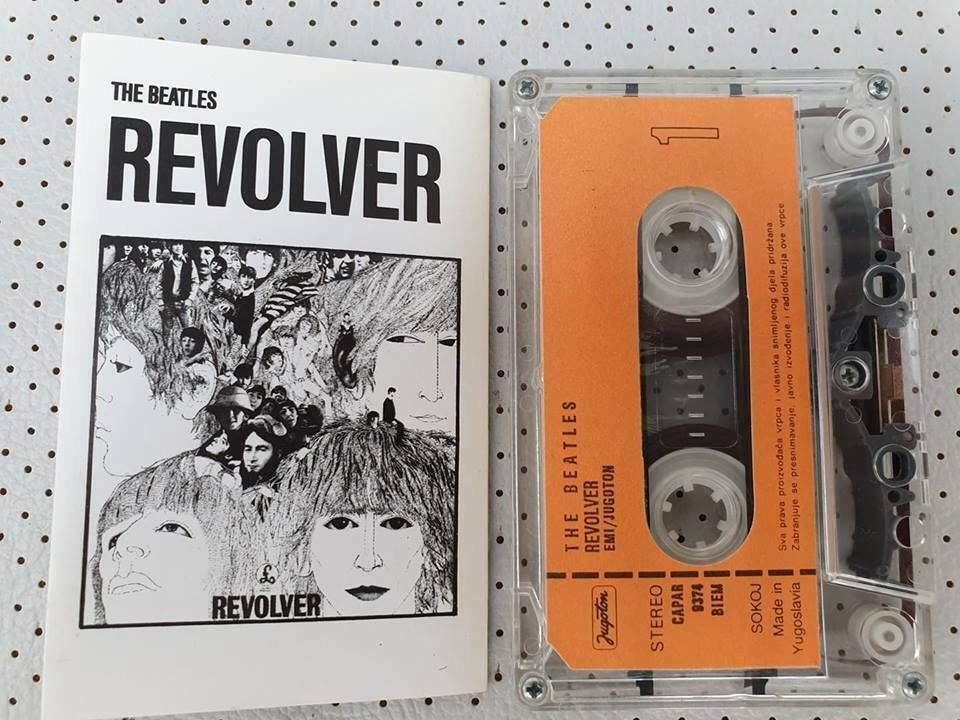 THE BEATLES
REVOLVER
£
REVOLVER
1
THE BEATLES
REVOLVER
EMI/JUGOTON
Sva prava proizvođača vrpca i vlasnika snimljenog djela pridržana
Zabranjuje se presnimavanje, javno izvođenje i radiodifuzija ove vrpce
Jugoton
STEREO
CAPAR
9374
BIEM
SOKOJ
Made in
Yugoslavia